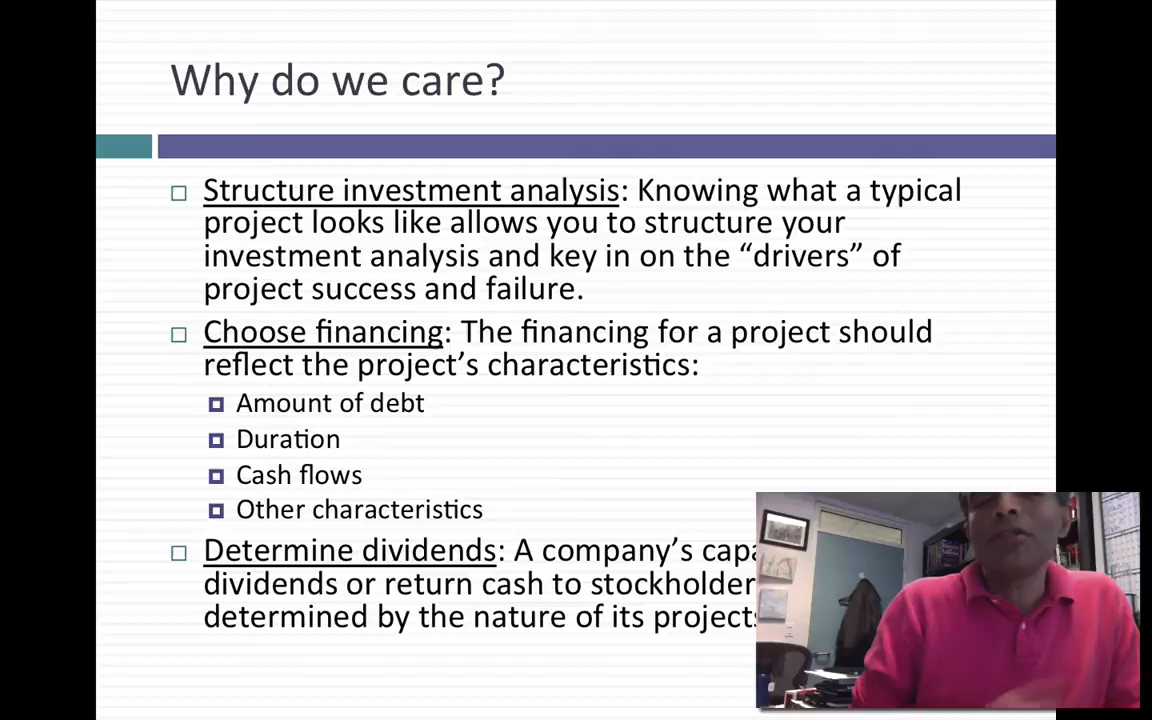 Why do we care?
Structure investment analysis: Knowing what a typical
project looks like allows you to structure your
investment analysis and key in on the “drivers” of
project success and failure.
Choose financing: The financing for a project should
reflect the project’s characteristics:
Amount of debt
Duration
Cash flows
Other characteristics
Determine dividends: A company’s
dividends or return cash to
determined by the nature of its